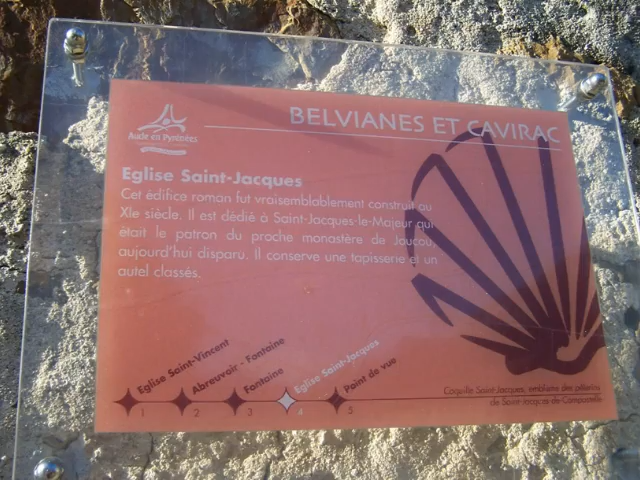 BELVIANES ET CAVIRAC
Aude en Pyrénées
Eglise Saint-Jacques
Cet édifice roman fut vraisemblablement construit au
XIe siècle. Il est dédié à Saint-Jacques-le-Majeur qui
était le patron du proche monastère de Joucou,
aujourd'hui disparu. Il conserve une tapisserie et un
autel classés.
Eglise Saint-Vincent
Abreuvoir - Fontaine
Fontaine
Eglise Saint-Jacques
Point de vue
1 2 3 4 5
Coquille Saint-Jacques, emblème des pèlerins
de Saint-Jacques-de-Compostelle